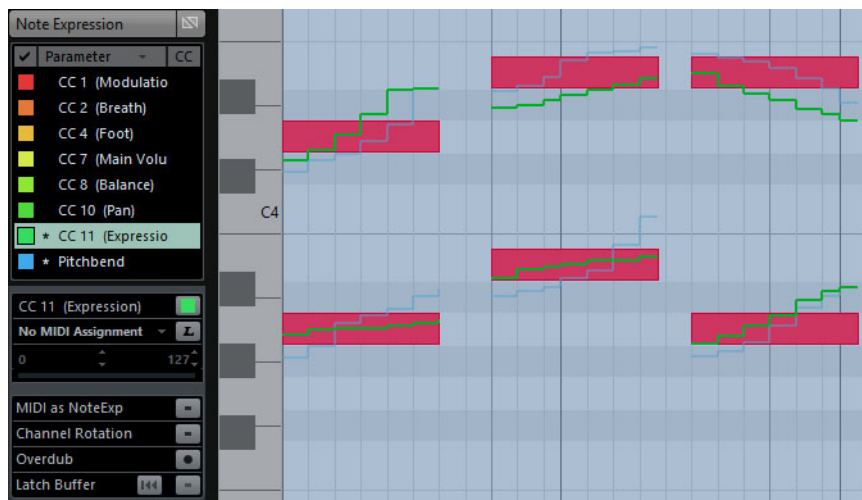 Note Expression
Parameter CC
CC 1 (Modulatio
CC 2 (Breath)
CC 4 (Foot)
CC 7 (Main Volu
CC 8 (Balance)
CC 10 (Pan)
* CC 11 (Expressio
* Pitchbend
CC 11 (Expression)
No MIDI Assignment L
0 127
MIDI as NoteExp
Channel Rotation
Overdub
Latch Buffer
C4